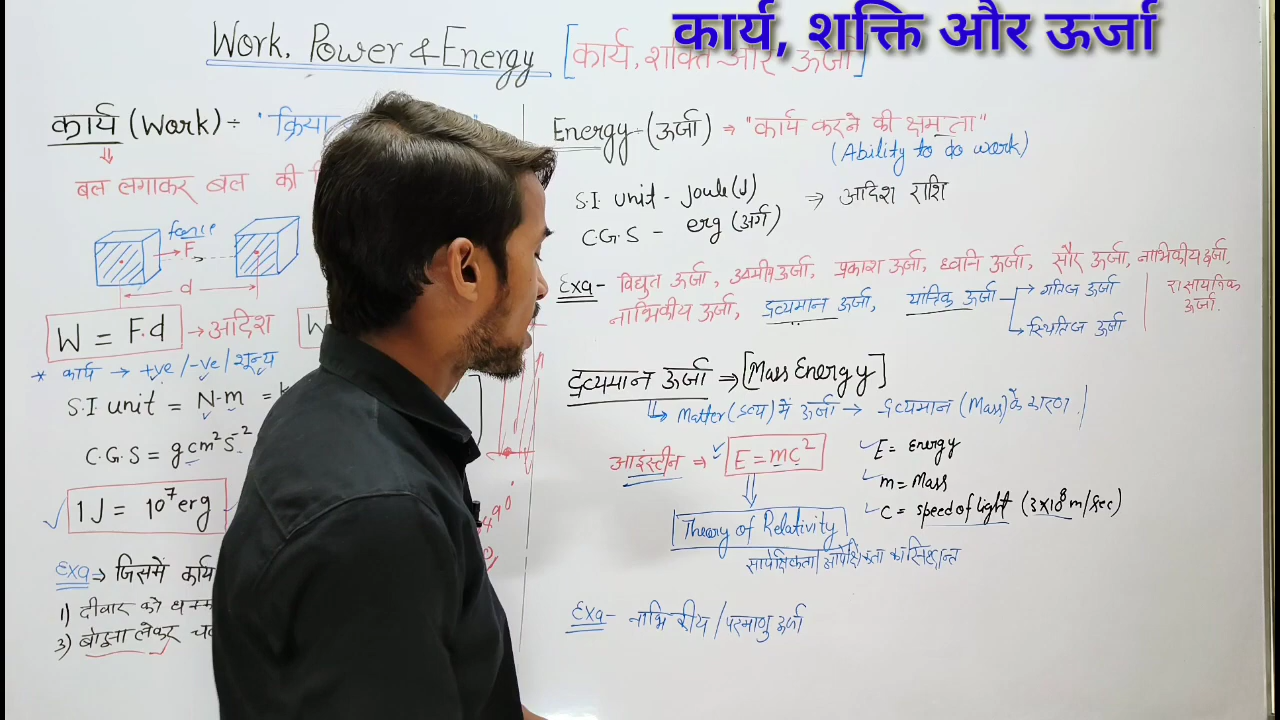 कार्य, शक्ति और ऊर्जा
Work, Power & Energy [कार्य, शक्ति और ऊर्जा]
कार्य (Work) ÷ "क्रिया
⇓
बल लगाकर बल की
force
F
d
W = F.d → आदिश
W
* कार्य → +ve / -ve / शून्य
S.I unit = N-m =
C.G.S = g cm² s⁻²
1 J = 10⁷ erg
Exa ⇒ जिसमें कार्य
1) दीवार को धक्का
3) बोझा लेकर
Energy (ऊर्जा) ⇒ "कार्य करने की क्षमता"
(Ability to do work)
S.I. unit - Joule (J) ⇒ आदिश राशि
C.G.S - erg (अर्ग)
Exa - विद्युत ऊर्जा, ऊष्मीय ऊर्जा, प्रकाश ऊर्जा, ध्वनि ऊर्जा, सौर ऊर्जा, नाभिकीय ऊर्जा,
नाभिकीय ऊर्जा, द्रव्यमान ऊर्जा, यांत्रिक ऊर्जा → गतिज ऊर्जा
→ स्थितिज ऊर्जा
रासायनिक
ऊर्जा.
द्रव्यमान ऊर्जा ⇒ [Mass Energy]
↳ Matter (द्रव्य) में ऊर्जा → द्रव्यमान (Mass) के कारण |
आइंस्टीन ⇒ E = mc²
E = energy
m = Mass
c = speed of light (3×10⁸ m/sec)
⇓
Theory of Relativity
सापेक्षिकता / आपेक्षिकता का सिद्धान्त
Exa - नाभिकीय / परमाणु ऊर्जा